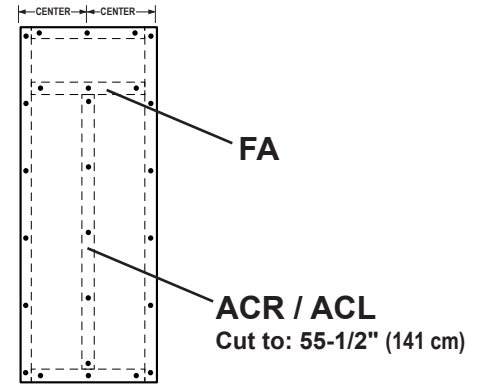 CENTER CENTER
FA
ACR / ACL
Cut to: 55-1/2" (141 cm)